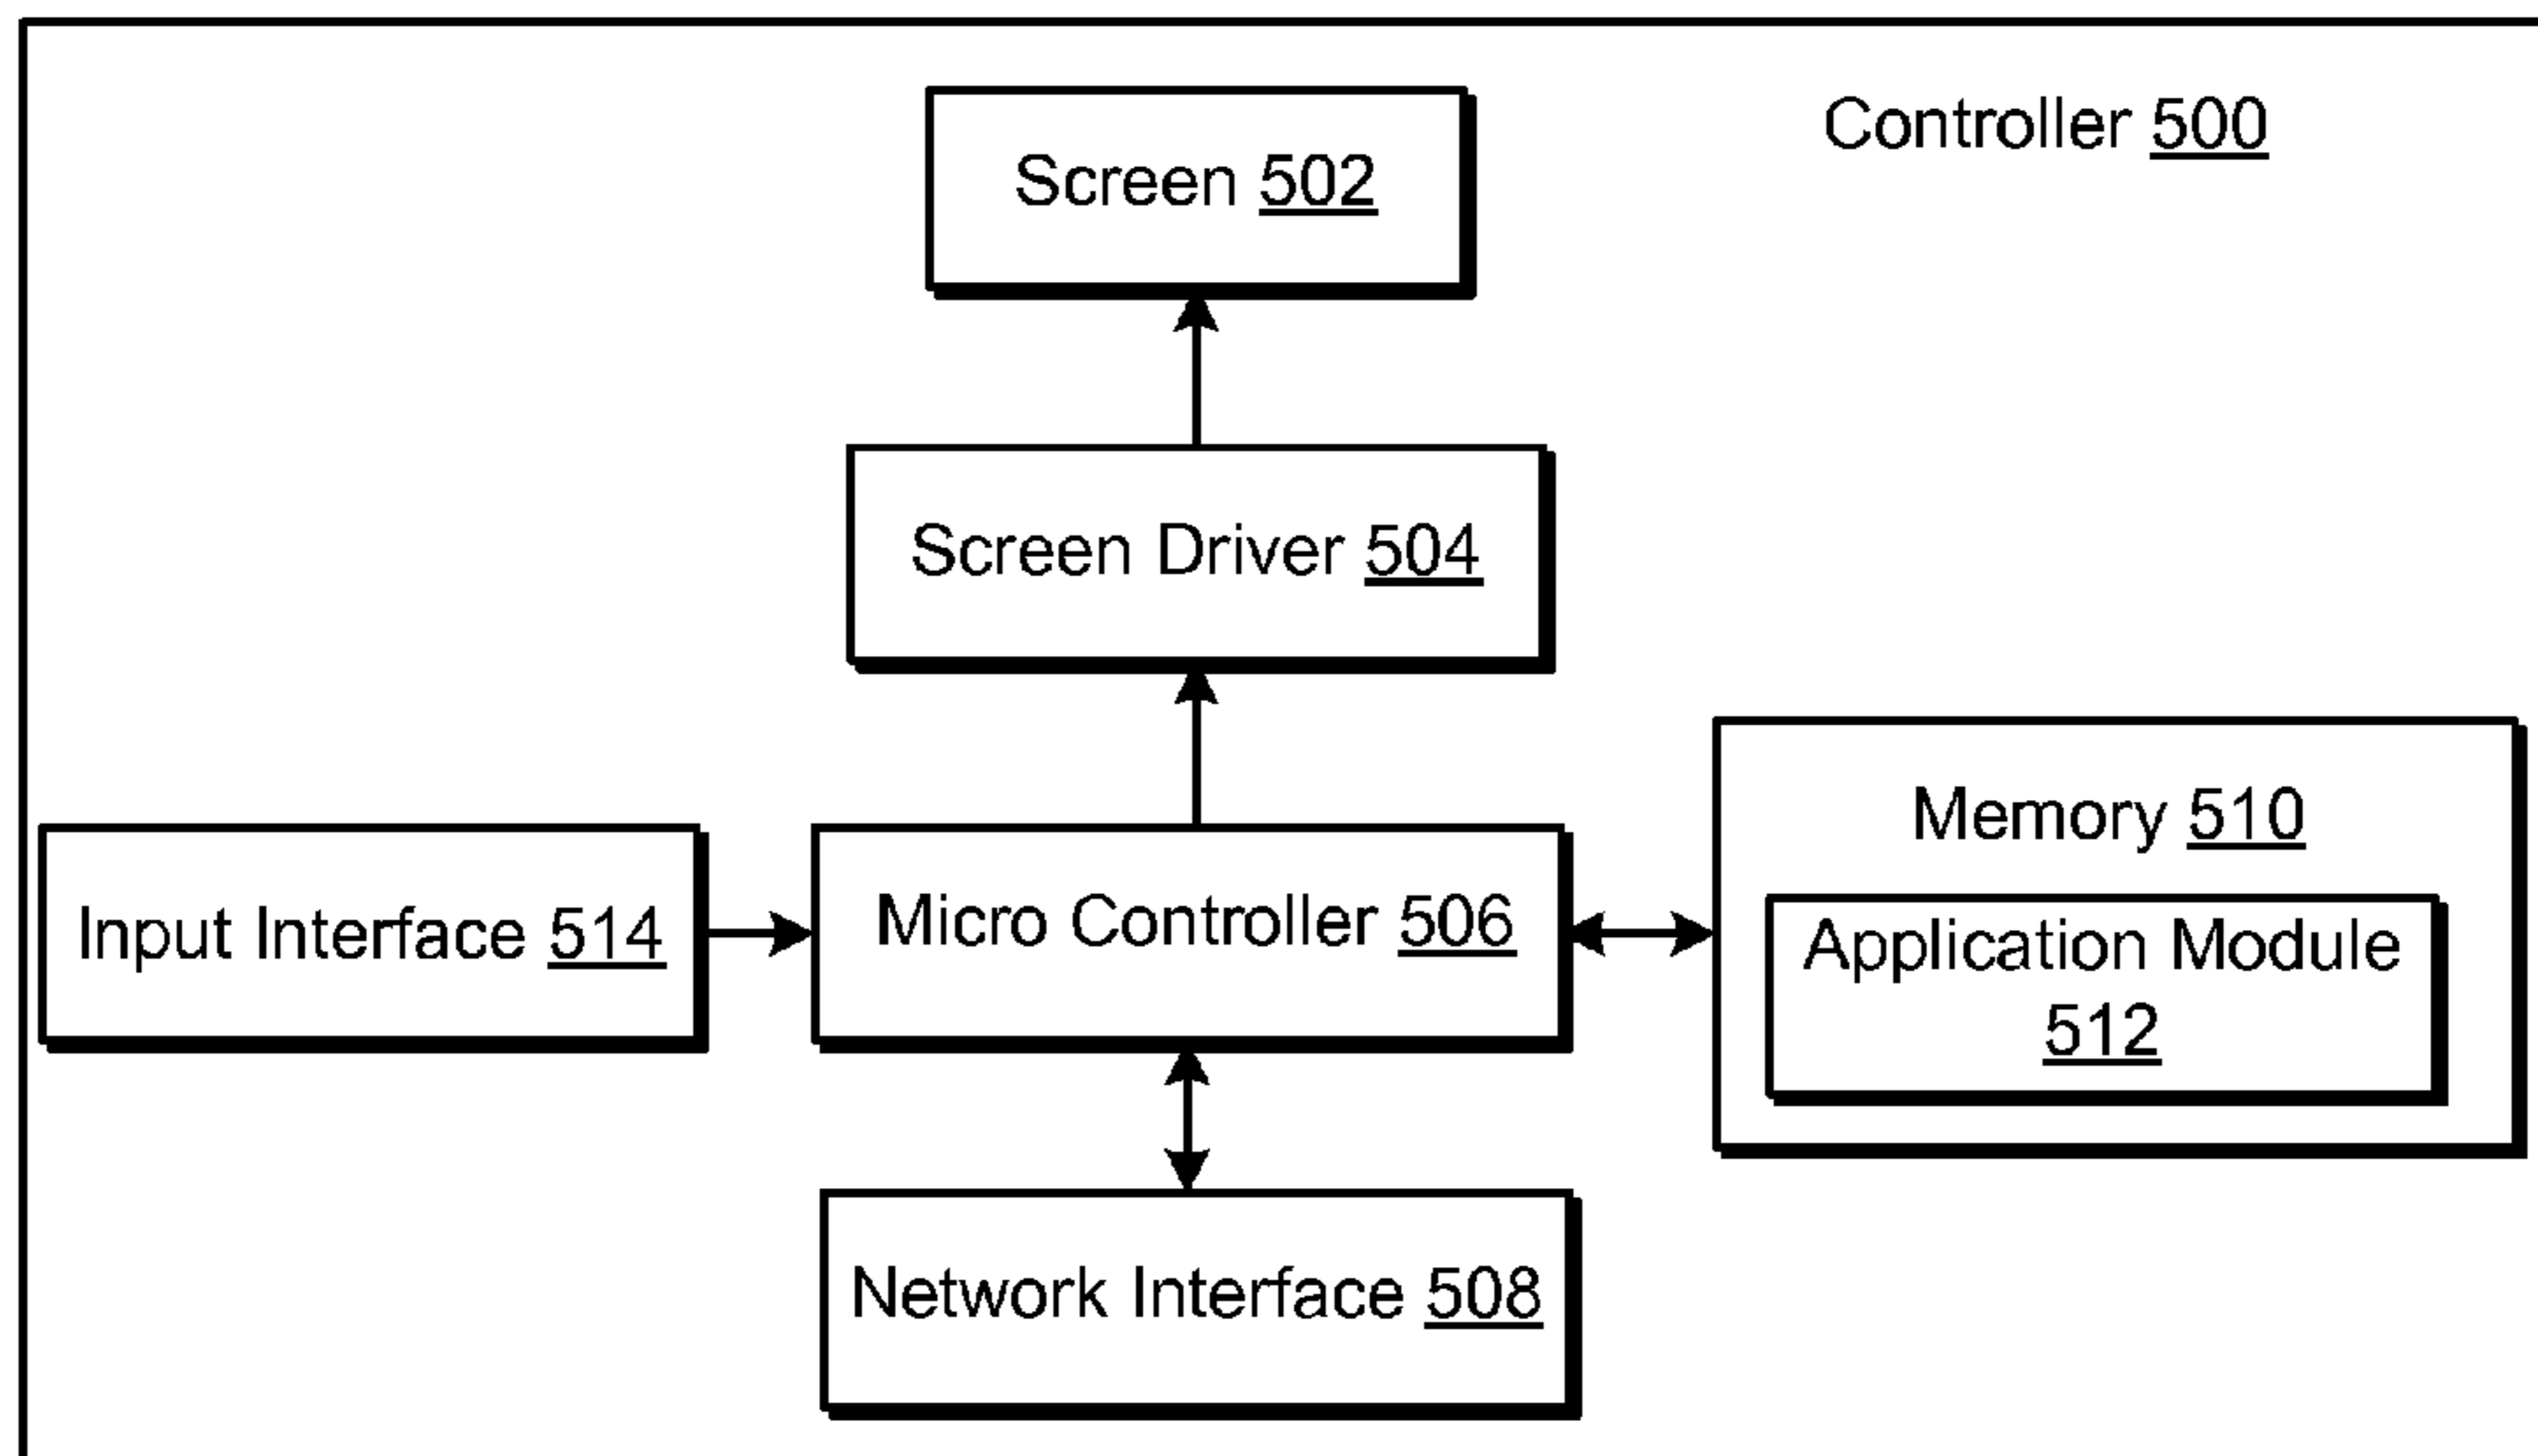 Controller 500
Screen 502
Screen Driver 504
Memory 510
Input Interface 514
Micro Controller 506
Application Module
512
Network Interface 508